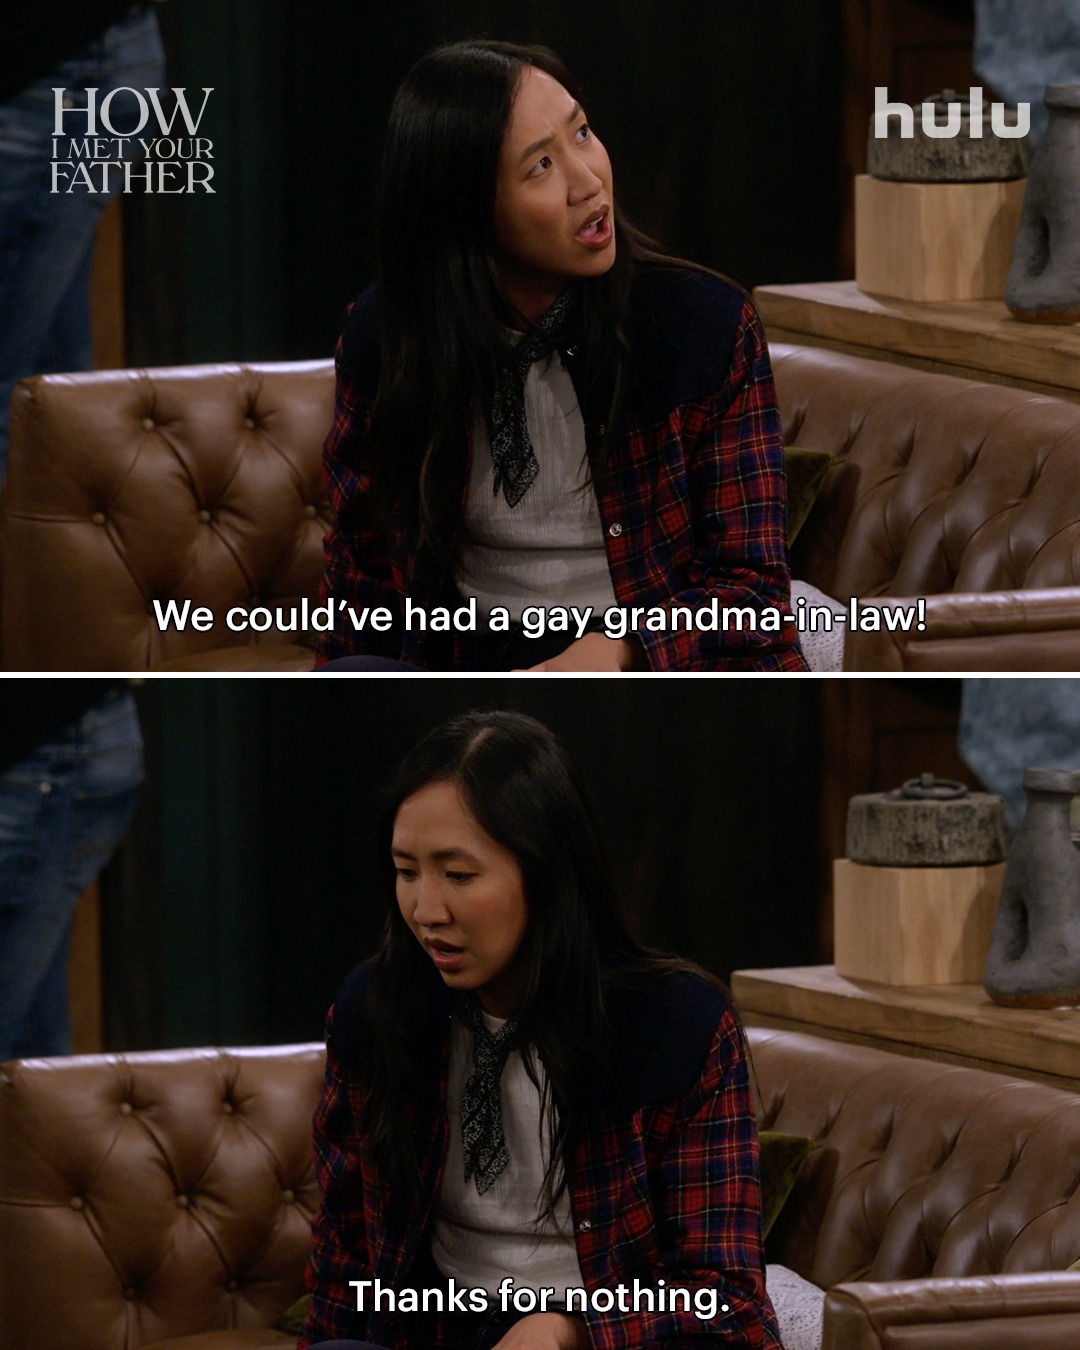 HOW
I MET YOUR
FATHER
hulu
We could've had a gay grandma-in-law!
Thanks for nothing.